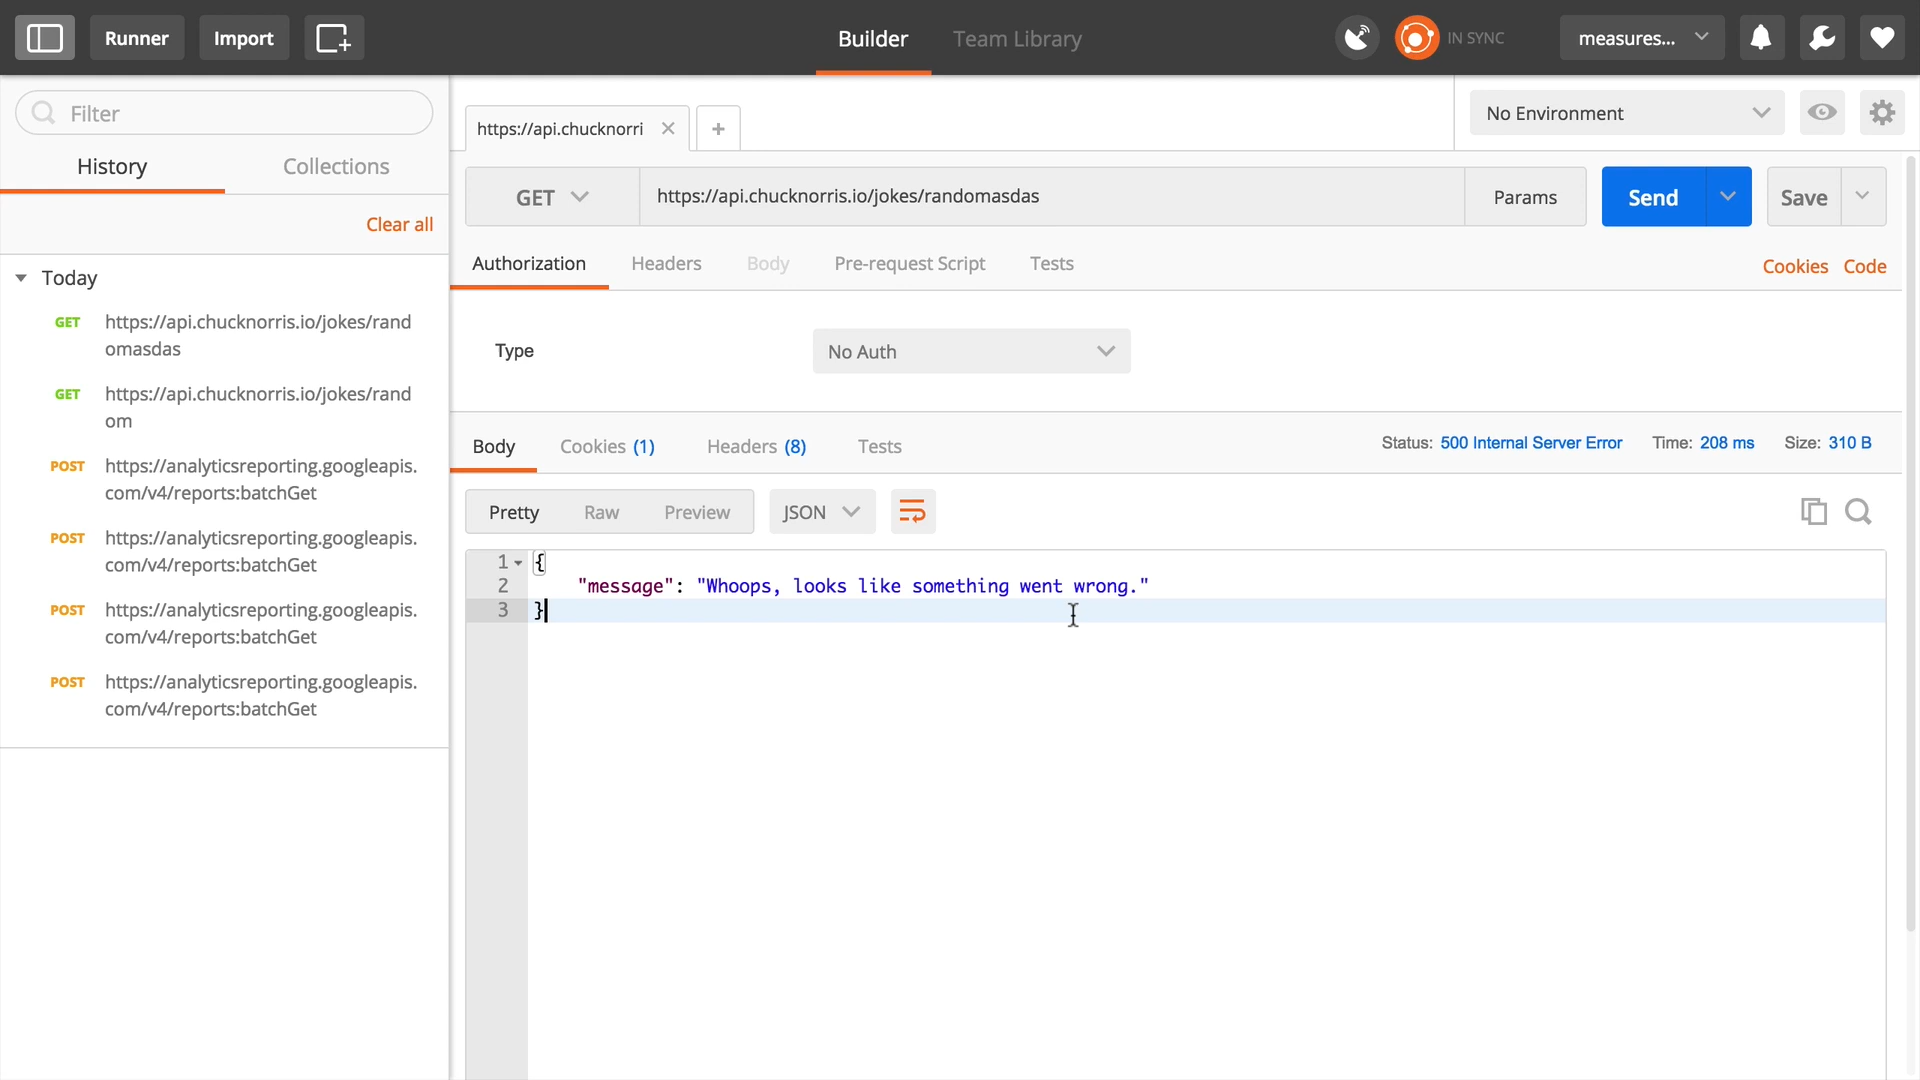 Runner
Import
Builder
Team Library
IN SYNC
measures...
Filter
History
Collections
Clear all
Today
GET https://api.chucknorris.io/jokes/rand
omasdas
GET https://api.chucknorris.io/jokes/rand
om
POST https://analyticsreporting.googleapis.
com/v4/reports:batchGet
POST https://analyticsreporting.googleapis.
com/v4/reports:batchGet
POST https://analyticsreporting.googleapis.
com/v4/reports:batchGet
POST https://analyticsreporting.googleapis.
com/v4/reports:batchGet
https://api.chucknorri
No Environment
GET https://api.chucknorris.io/jokes/randomasdas Params Send Save
Authorization Headers Body Pre-request Script Tests Cookies Code
Type No Auth
Body Cookies (1) Headers (8) Tests Status: 500 Internal Server Error Time: 208 ms Size: 310 B
Pretty Raw Preview JSON
1 {
2 "message": "Whoops, looks like something went wrong."
3 }